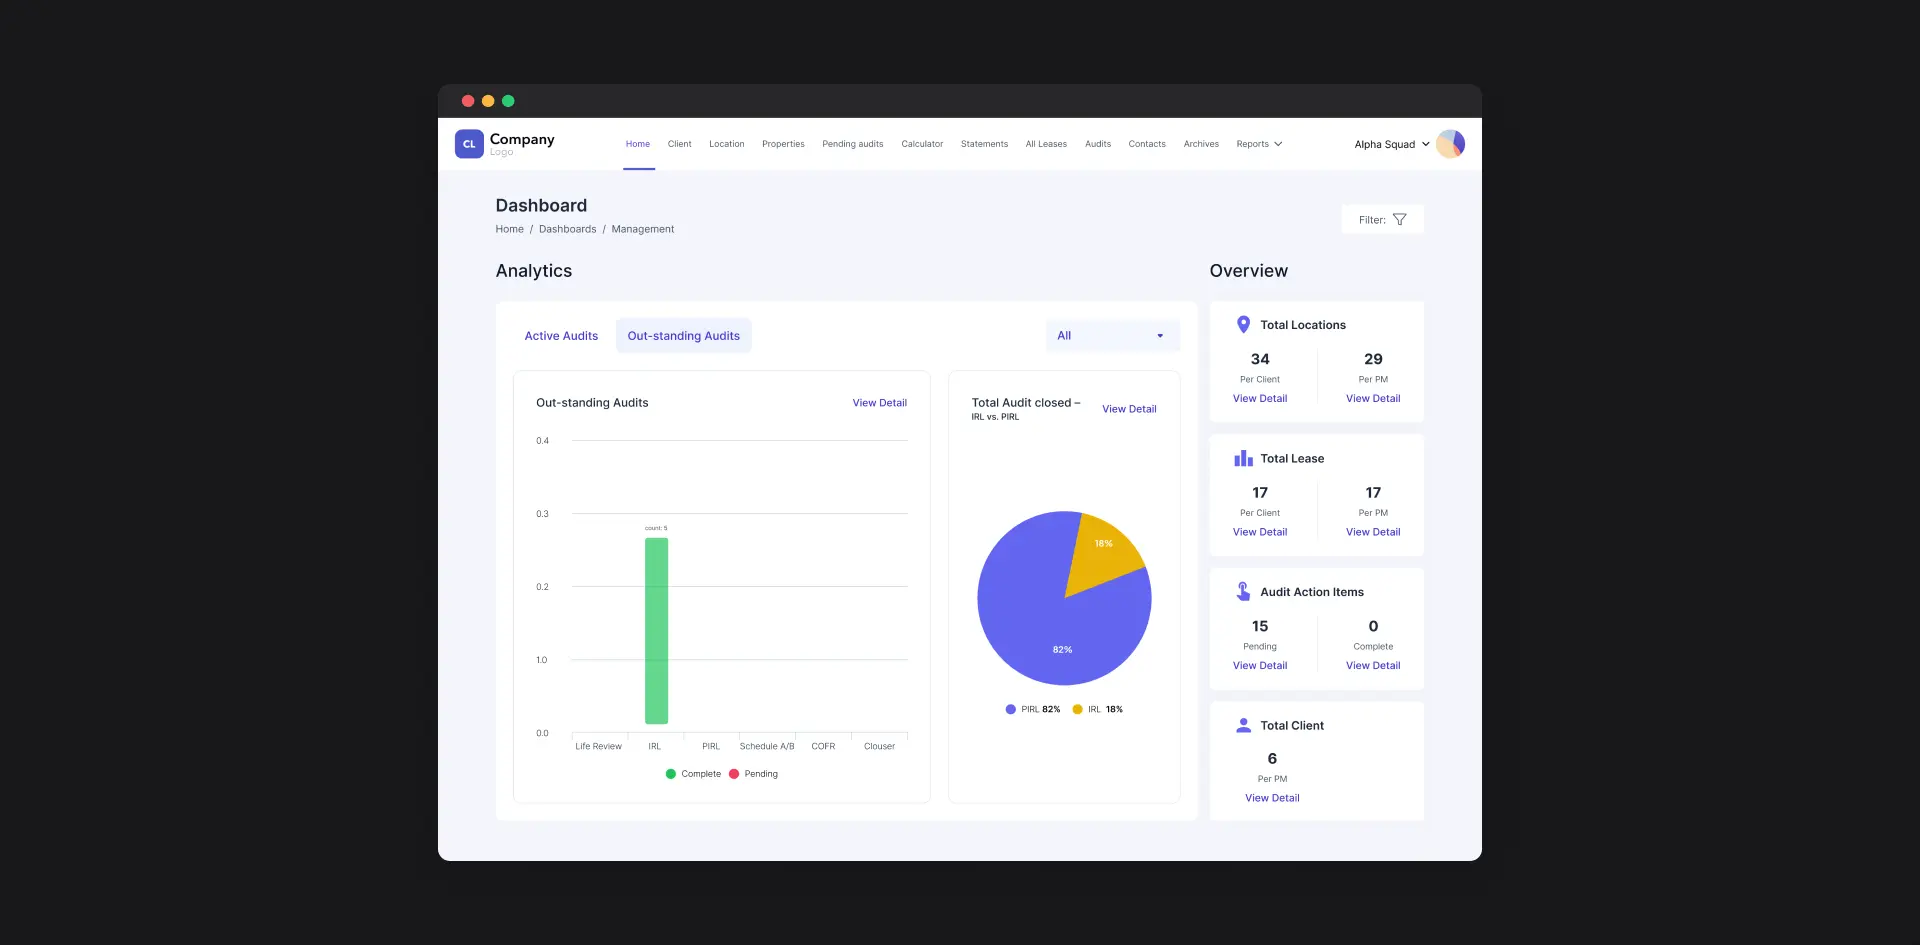 CL
Company
Logo
Home Client Location Properties Pending audits Calculator Statements All Leases Audits Contacts Archives Reports
Alpha Squad
Dashboard
Home / Dashboards / Management
Filter:
Analytics
Active Audits Out-standing Audits
All
Out-standing Audits View Detail
0.4
0.3
count: 5
0.2
1.0
0.0
Life Review IRL PIRL Schedule A/B COFR Clouser
Complete Pending
Total Audit closed –
IRL vs. PIRL
View Detail
18%
82%
PIRL 82% IRL 18%
Overview
Total Locations
34 29
Per Client Per PM
View Detail View Detail
Total Lease
17 17
Per Client Per PM
View Detail View Detail
Audit Action Items
15 0
Pending Complete
View Detail View Detail
Total Client
6
Per PM
View Detail